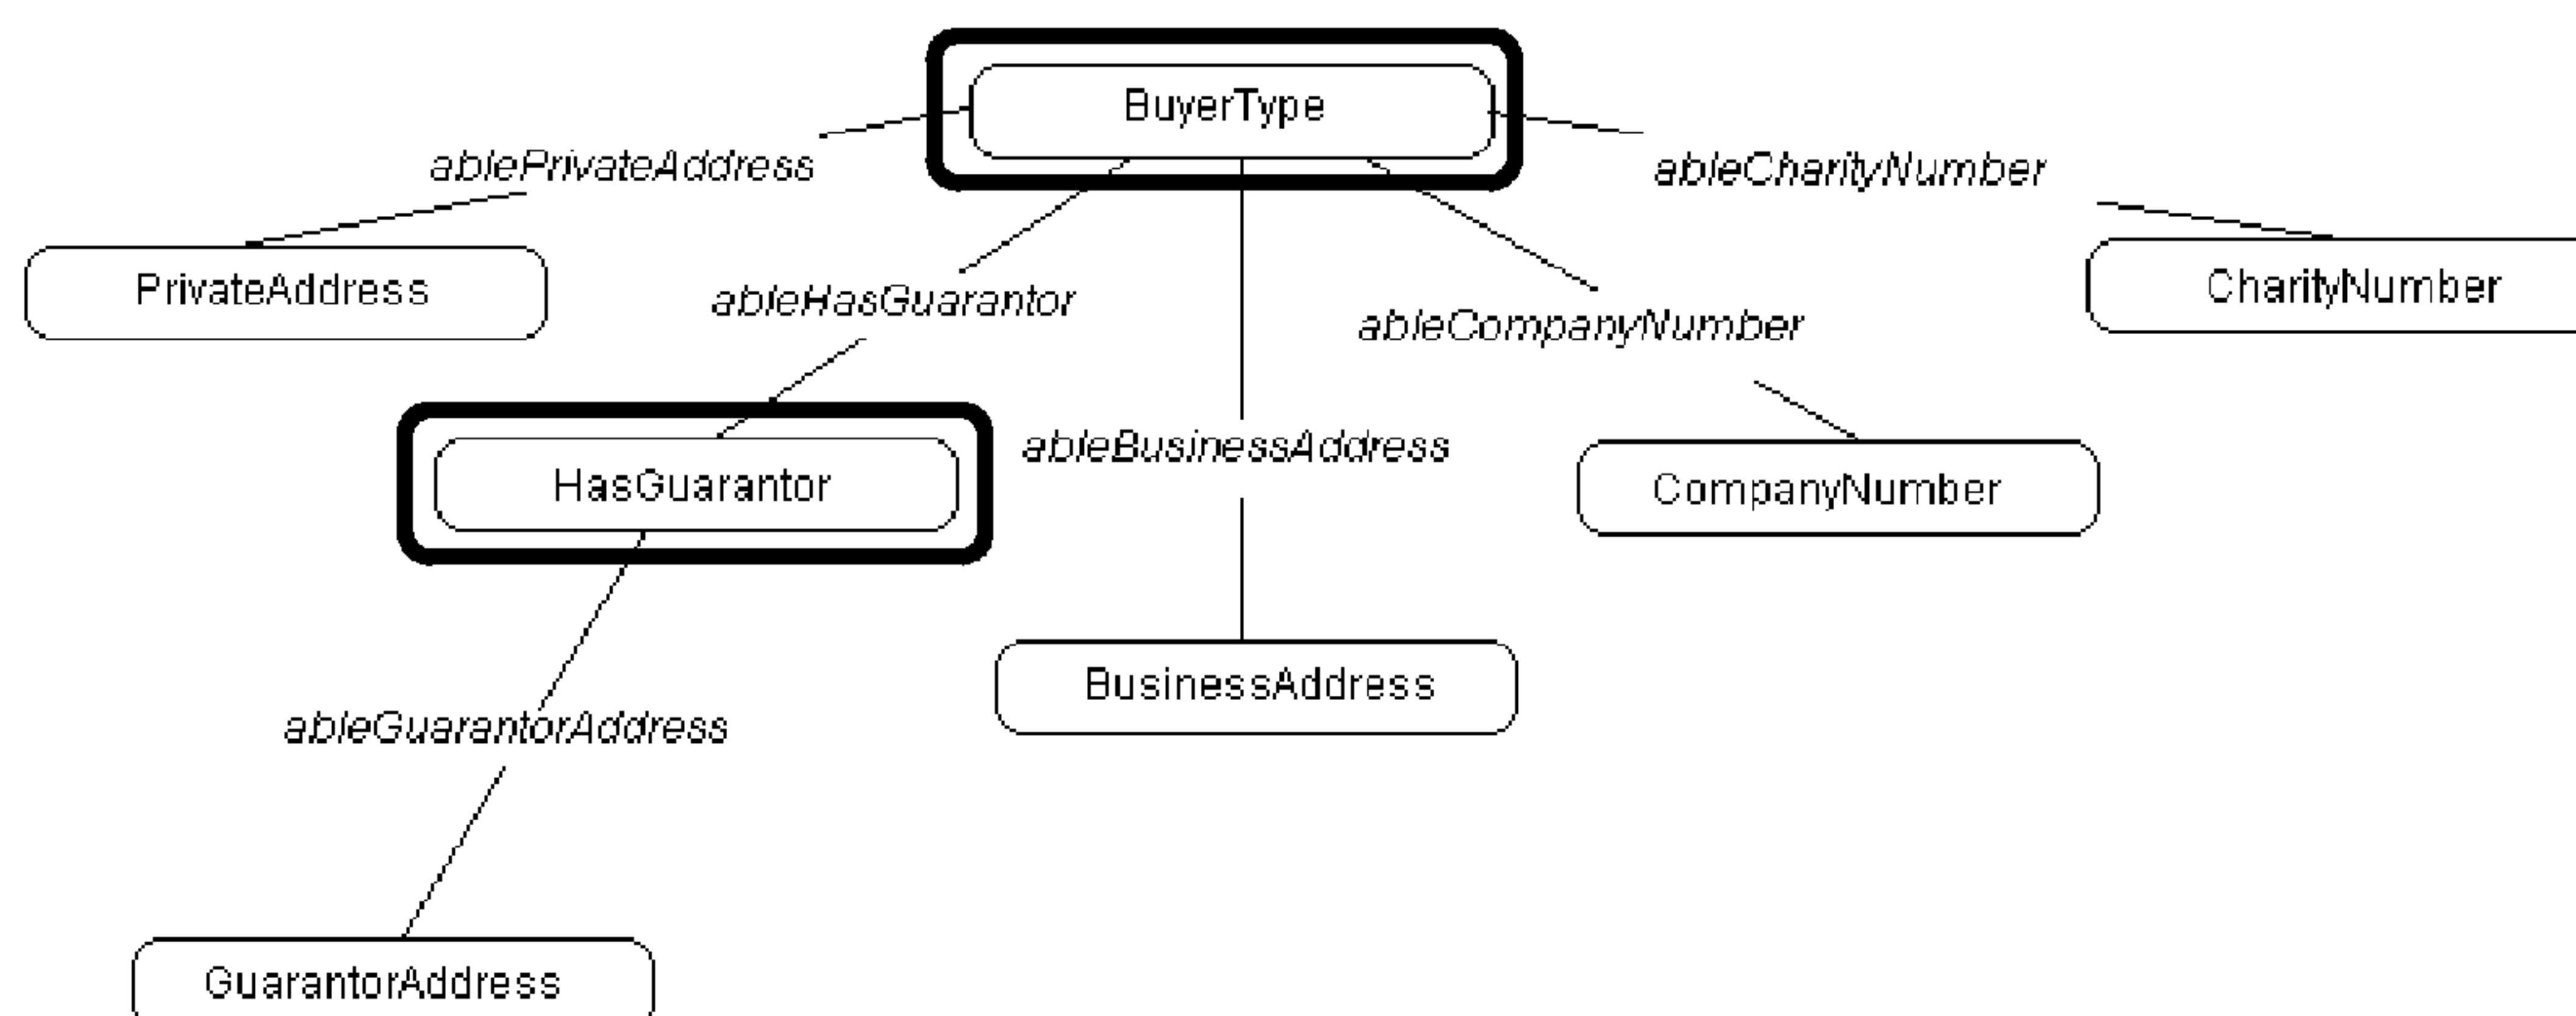 BuyerType
ablePrivateAddress
ableCharityNumber
PrivateAddress
ableHasGuarantor
CharityNumber
ableCompanyNumber
HasGuarantor
ableBusinessAddress
CompanyNumber
BusinessAddress
ableGuarantorAddress
GuarantorAddress